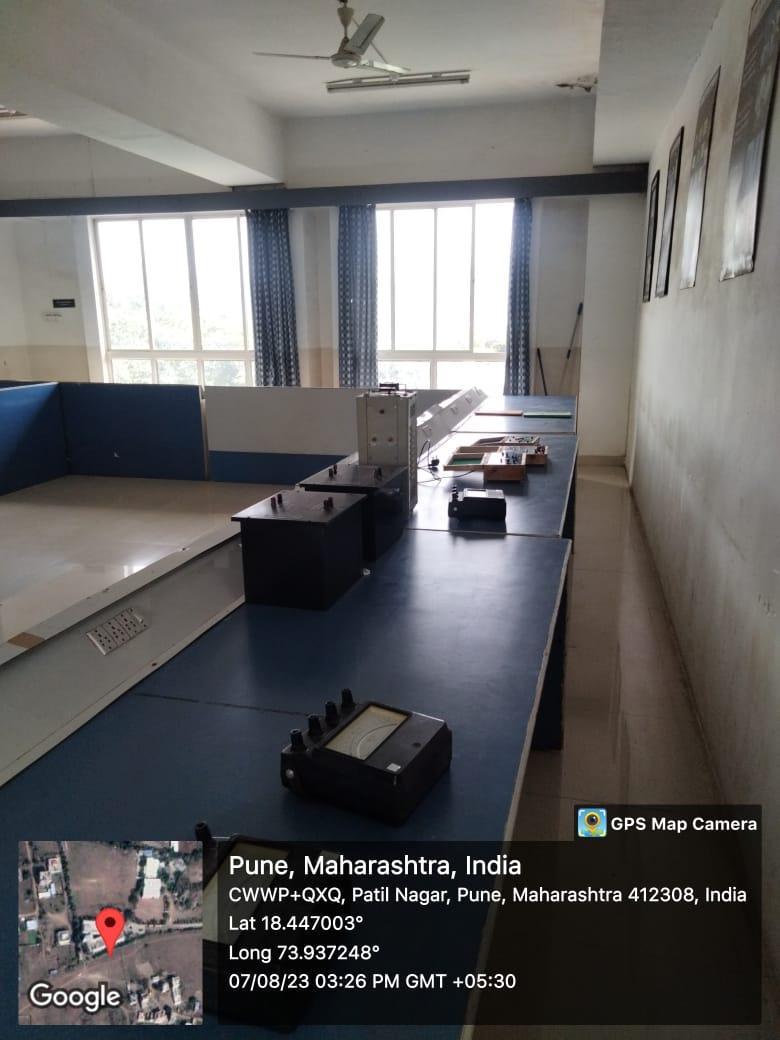 GPS Map Camera
Pune, Maharashtra, India
CWWP+QXQ, Patil Nagar, Pune, Maharashtra 412308, India
Lat 18.447003°
Long 73.937248°
07/08/23 03:26 PM GMT +05:30
Google